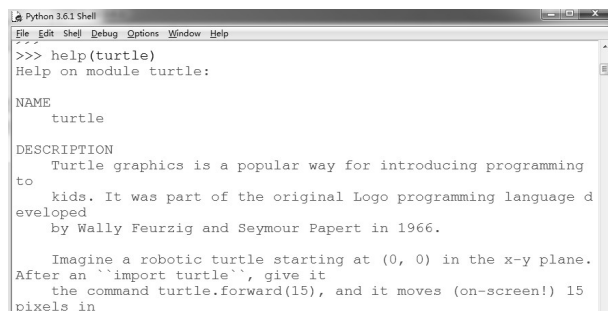 Python 3.6.1 Shell
File Edit Shell Debug Options Window Help
>>> help(turtle)
Help on module turtle:
NAME
turtle
DESCRIPTION
Turtle graphics is a popular way for introducing programming
to
kids. It was part of the original Logo programming language d
eveloped
by Wally Feurzig and Seymour Papert in 1966.
Imagine a robotic turtle starting at (0, 0) in the x-y plane.
After an ``import turtle``, give it
the command turtle.forward(15), and it moves (on-screen!) 15
pixels in